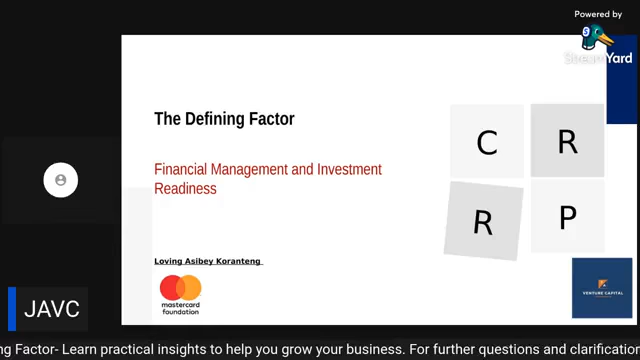 Powered by
StreamYard
The Defining Factor
C R
Financial Management and Investment
Readiness
R P
Loving Asibey Koranteng
mastercard
foundation
VENTURE CAPITAL
JAVC
ng Factor- Learn practical insights to help you grow your business. For further questions and clarification